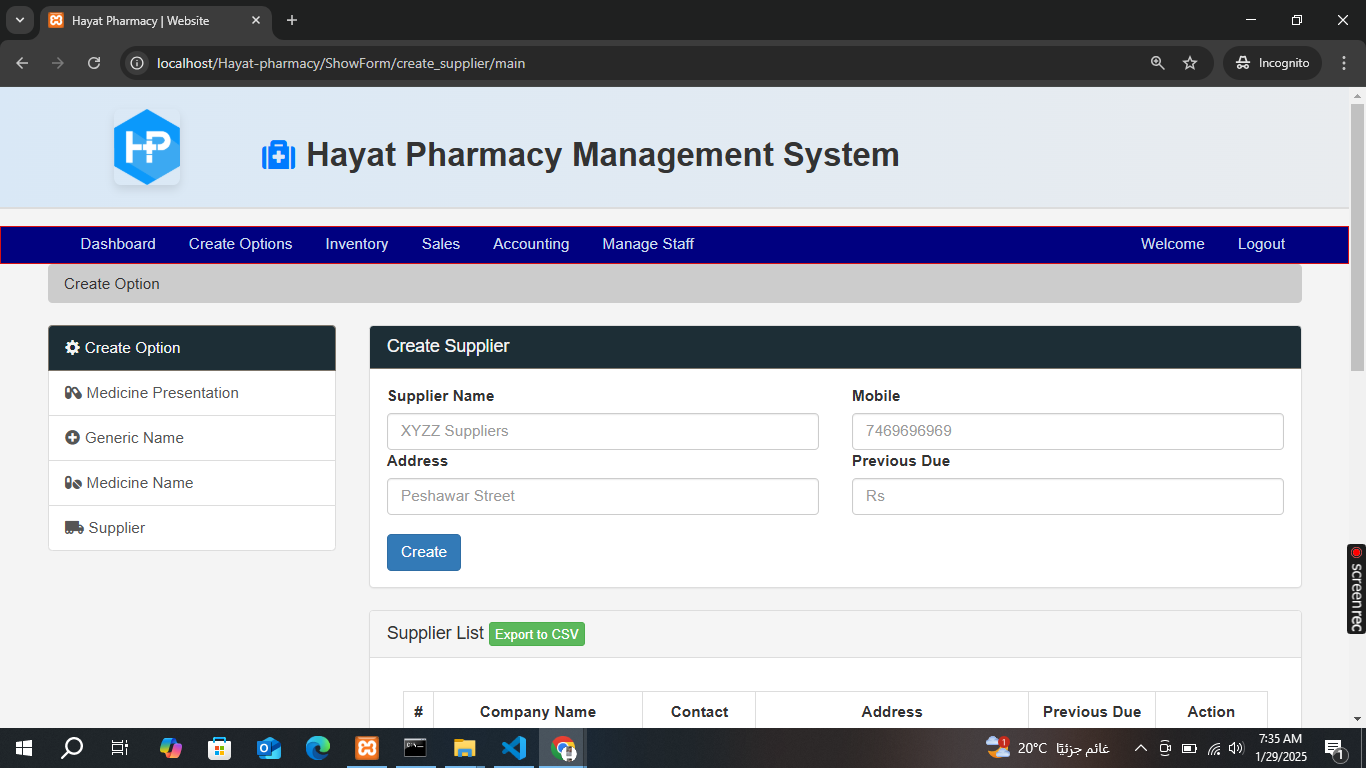 Hayat Pharmacy | Website
localhost/Hayat-pharmacy/ShowForm/create_supplier/main
Incognito
HP
Hayat Pharmacy Management System
Dashboard Create Options Inventory Sales Accounting Manage Staff Welcome Logout
Create Option
Create Option
Medicine Presentation
Generic Name
Medicine Name
Supplier
Create Supplier
Supplier Name Mobile
XYZZ Suppliers 7469696969
Address Previous Due
Peshawar Street Rs
Create
Supplier List Export to CSV
# Company Name Contact Address Previous Due Action
screenrec
1 20°C غائم جزئيًا
7:35 AM
1/29/2025
1